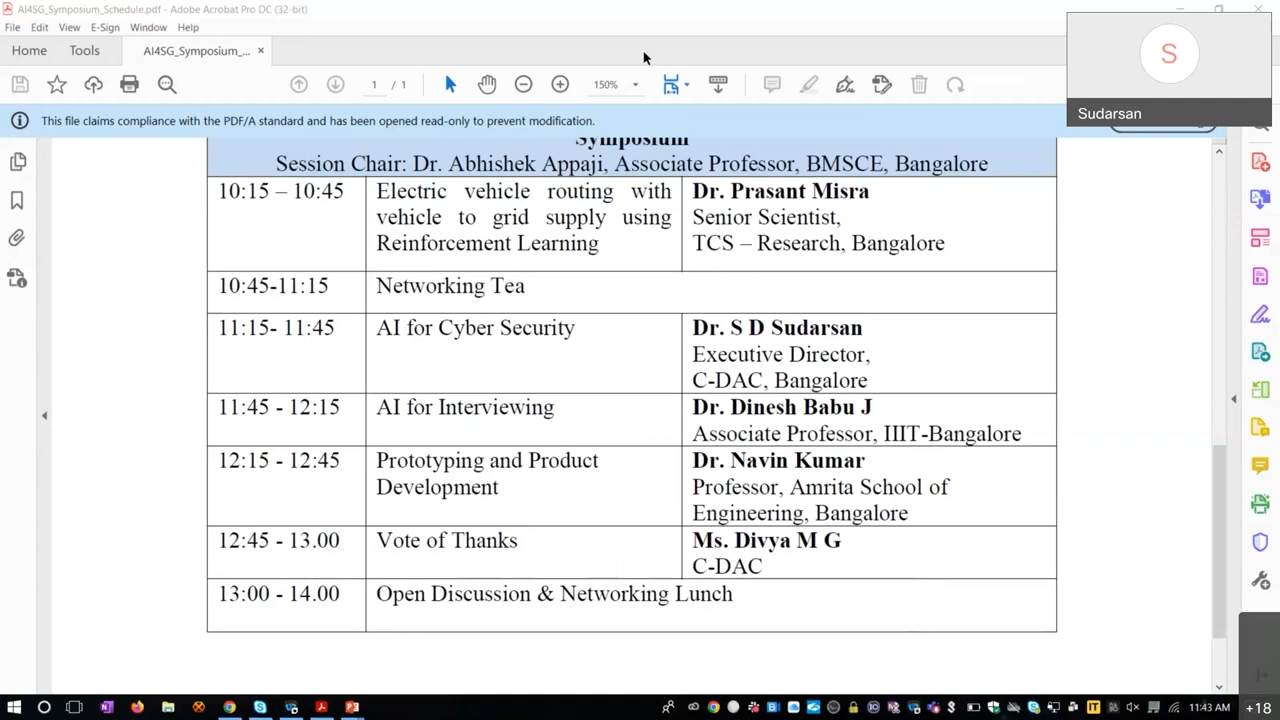 AI4SG_Symposium_Schedule.pdf - Adobe Acrobat Pro DC (32-bit)
File Edit View E-Sign Window Help
Home Tools AI4SG_Symposium_... ×
1 / 1 150%
S
Sudarsan
This file claims compliance with the PDF/A standard and has been opened read-only to prevent modification.
Symposium
Session Chair: Dr. Abhishek Appaji, Associate Professor, BMSCE, Bangalore
10:15 – 10:45 Electric vehicle routing with Dr. Prasant Misra
vehicle to grid supply using Senior Scientist,
Reinforcement Learning TCS – Research, Bangalore
10:45-11:15 Networking Tea
11:15- 11:45 AI for Cyber Security Dr. S D Sudarsan
Executive Director,
C-DAC, Bangalore
11:45 - 12:15 AI for Interviewing Dr. Dinesh Babu J
Associate Professor, IIIT-Bangalore
12:15 - 12:45 Prototyping and Product Dr. Navin Kumar
Development Professor, Amrita School of
Engineering, Bangalore
12:45 - 13.00 Vote of Thanks Ms. Divya M G
C-DAC
13:00 - 14.00 Open Discussion & Networking Lunch
11:43 AM +18